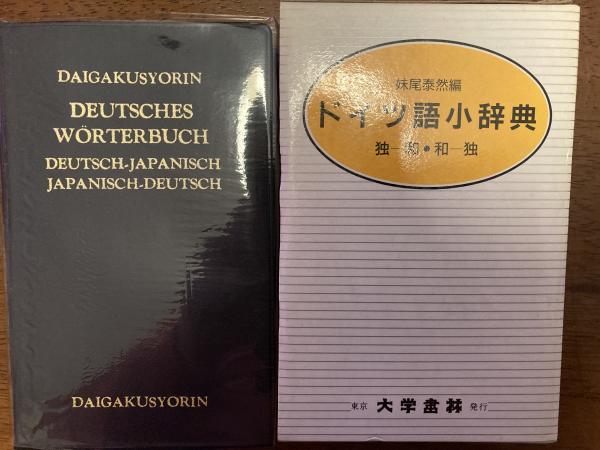 DAIGAKUSYORIN
DEUTSCHES
WÖRTERBUCH
DEUTSCH-JAPANISCH
JAPANISCH-DEUTSCH
DAIGAKUSYORIN
妹尾泰然編
ドイツ語小辞典
独─和・和─独
東京 大学書林 発行